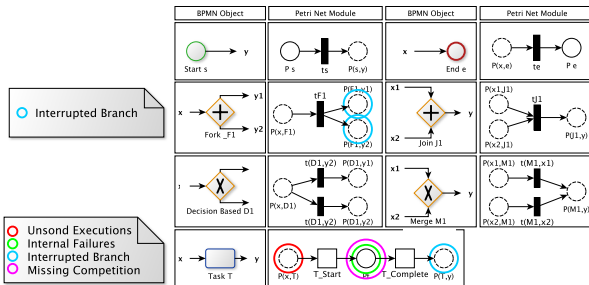 BPMN Object Petri Net Module BPMN Object Petri Net Module
Start s y
P s ts P(s,y)
x End e
P(x,e) te P e
Interrupted Branch
x y1 y2 Fork _F1
P(x,F1) tF1 P(F1,y1) P(F1,y2)
x1 x2 y Join J1
P(x1,J1) P(x2,J1) tJ1 P(J1,y)
Decision Based D1
P(x,D1) t(D1,y2) P(D1,y1) t(D1,y2) P(D1,y2)
x1 x2 y Merge M1
P(x1,M1) t(M1,x1) P(x2,M1) t(M1,x2) P(M1,y)
Unsond Executions
Internal Failures
Interrupted Branch
Missing Competition
x Task T y
P(x,T) T_Start T_Complete P(T,y)